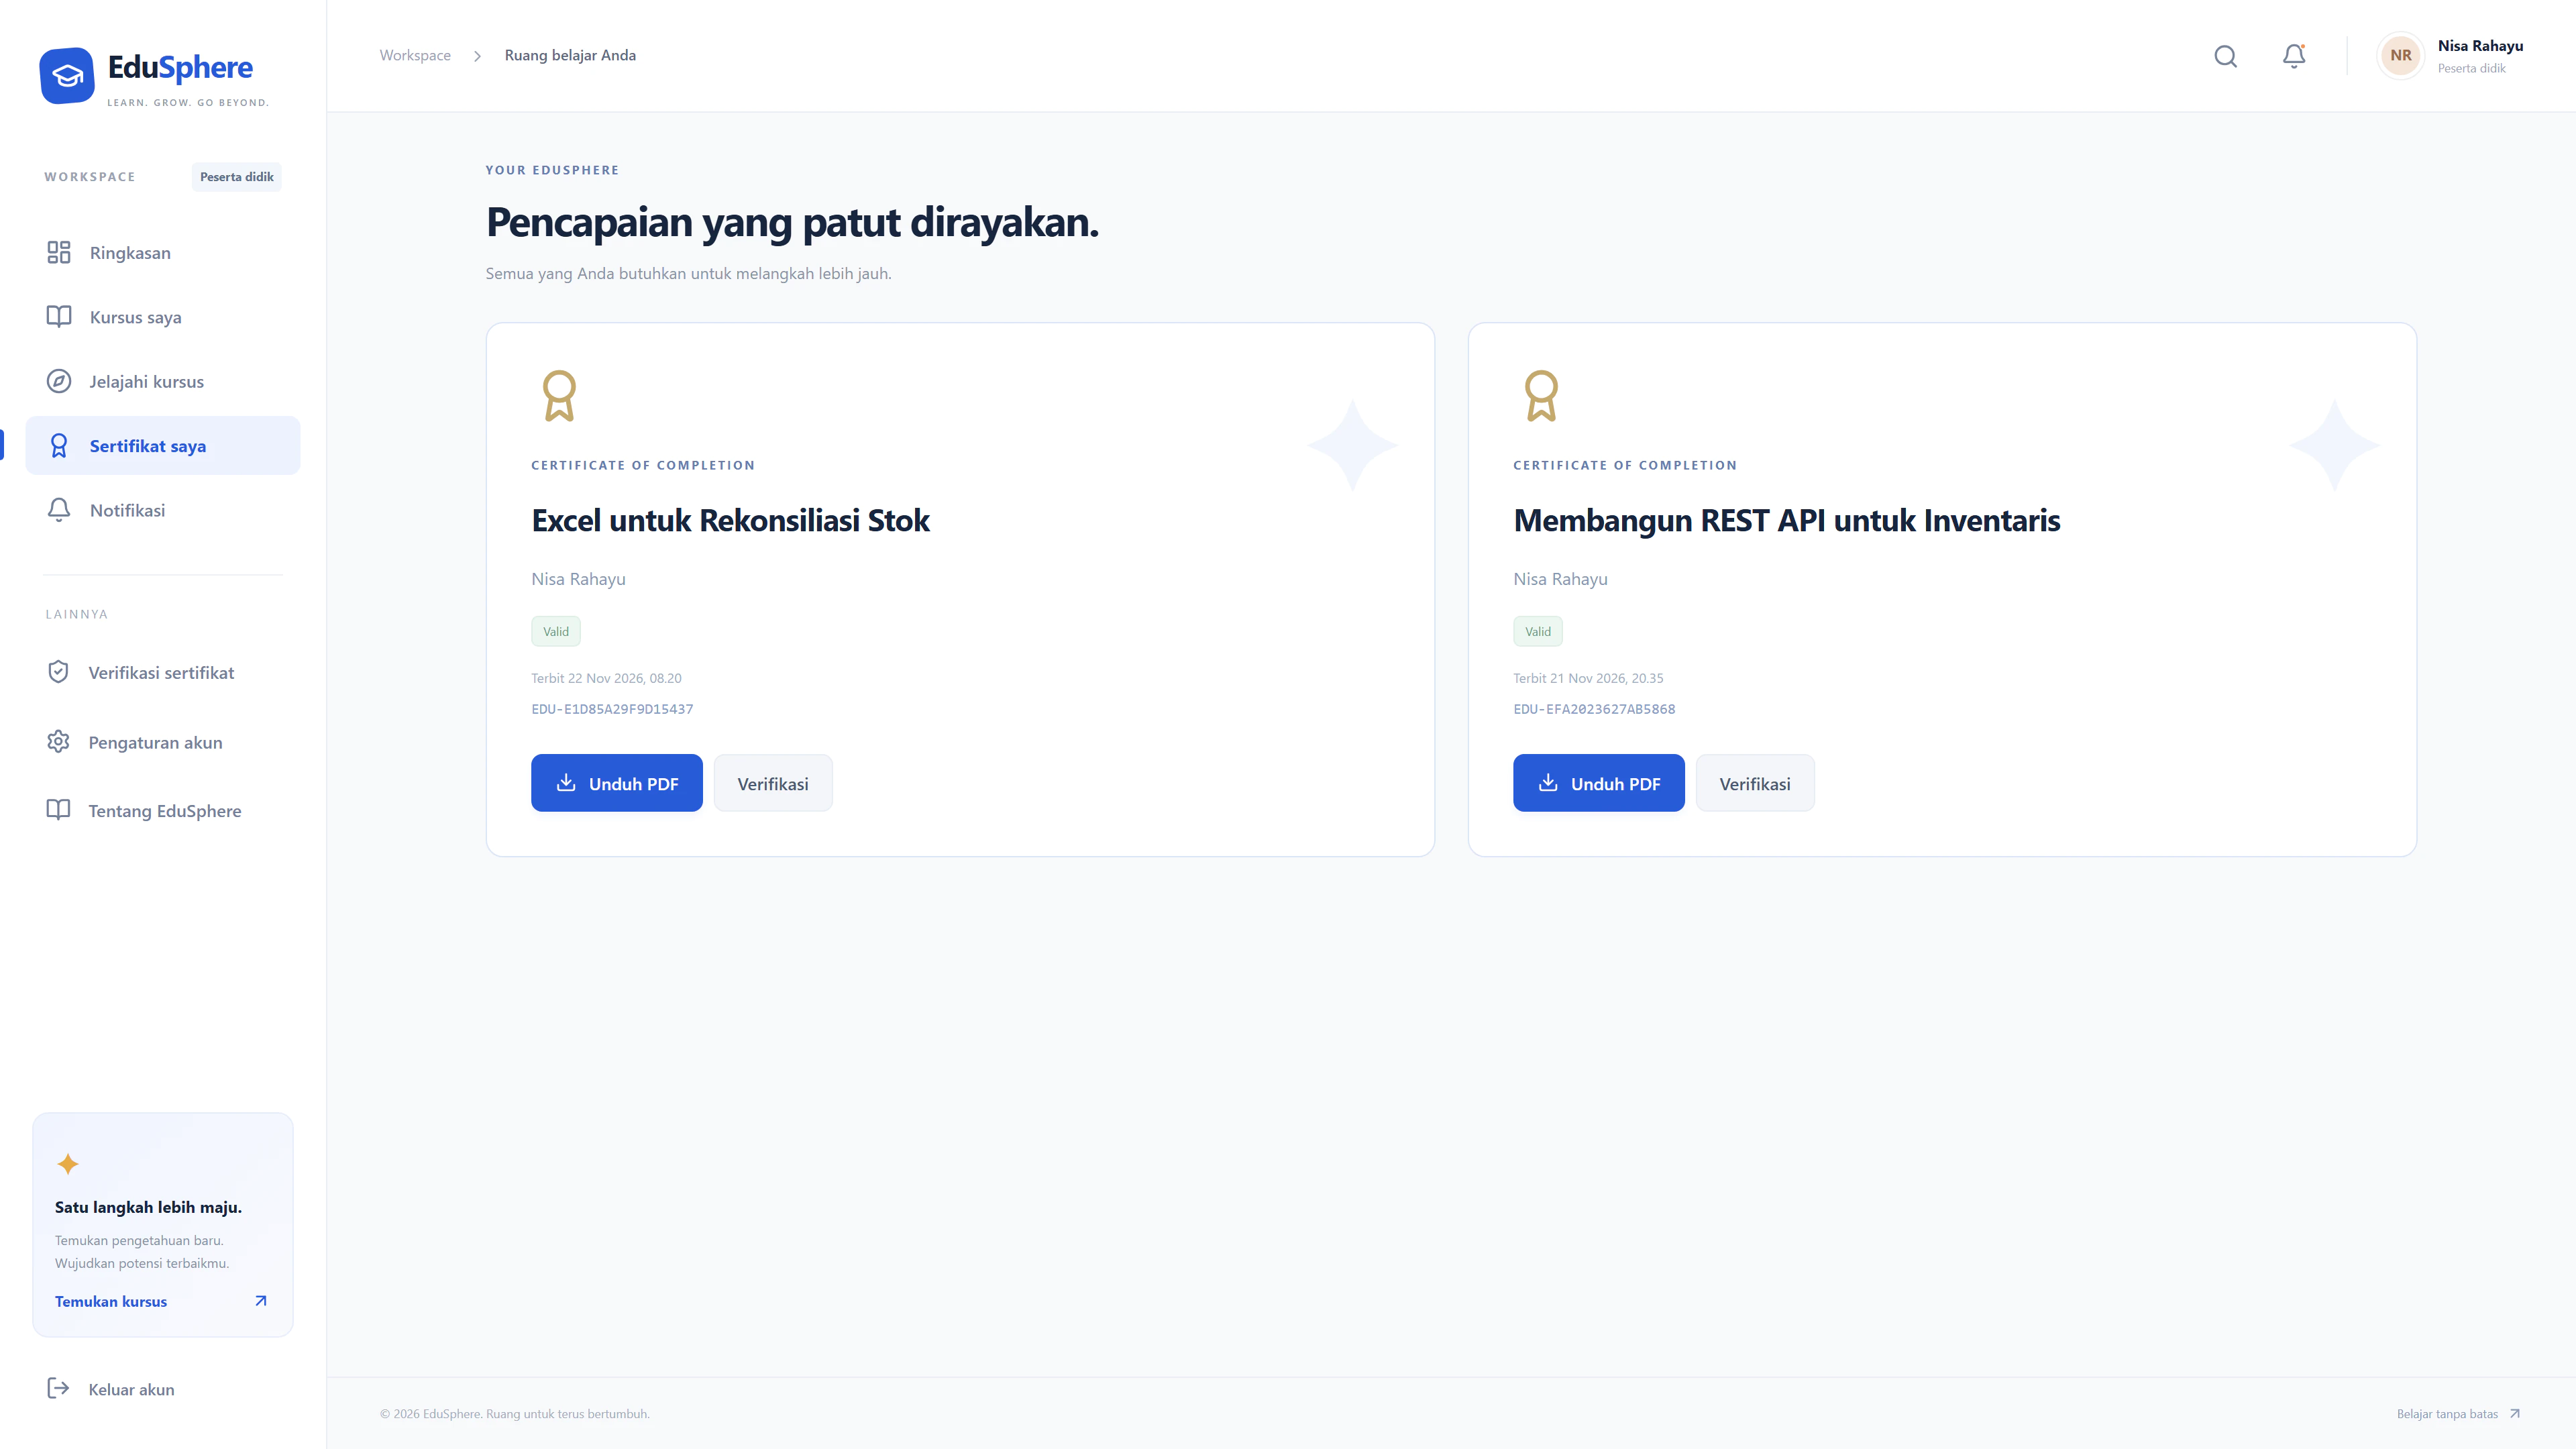 EduSphere
LEARN. GROW. GO BEYOND.
WORKSPACE
Peserta didik
Ringkasan
Kursus saya
Jelajahi kursus
Sertifikat saya
Notifikasi
LAINNYA
Verifikasi sertifikat
Pengaturan akun
Tentang EduSphere
Satu langkah lebih maju.
Temukan pengetahuan baru.
Wujudkan potensi terbaikmu.
Temukan kursus
Keluar akun
Workspace
Ruang belajar Anda
NR
Nisa Rahayu
Peserta didik
YOUR EDUSPHERE
Pencapaian yang patut dirayakan.
Semua yang Anda butuhkan untuk melangkah lebih jauh.
CERTIFICATE OF COMPLETION
Excel untuk Rekonsiliasi Stok
Nisa Rahayu
Valid
Terbit 22 Nov 2026, 08.20
EDU-E1D85A29F9D15437
Unduh PDF
Verifikasi
CERTIFICATE OF COMPLETION
Membangun REST API untuk Inventaris
Nisa Rahayu
Valid
Terbit 21 Nov 2026, 20.35
EDU-EFA2023627AB5868
Unduh PDF
Verifikasi
© 2026 EduSphere. Ruang untuk terus bertumbuh.
Belajar tanpa batas